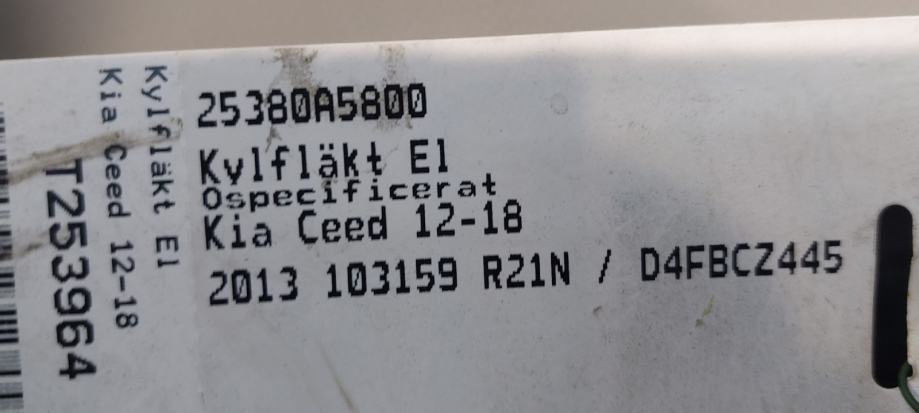 25380A5800
Kylfläkt El
Ospecificerat
Kia Ceed 12-18
2013 103159 R21N / D4FBCZ445
Kylfläkt El
Kia Ceed 12-18
T253964